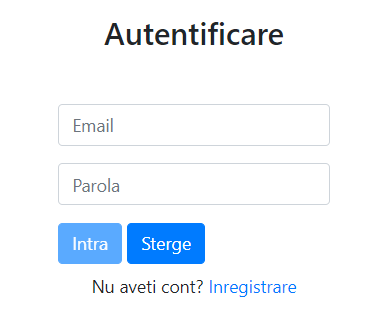 Autentificare
Email
Parola
Intra Sterge
Nu aveti cont? Inregistrare